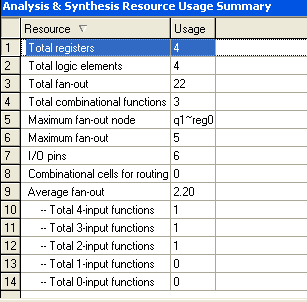 Analysis & Synthesis Resource Usage Summary
Resource Usage
1 Total registers 4
2 Total logic elements 4
3 Total fan-out 22
4 Total combinational functions 3
5 Maximum fan-out node q1~reg0
6 Maximum fan-out 5
7 I/O pins 6
8 Combinational cells for routing 0
9 Average fan-out 2.20
10 -- Total 4-input functions 1
11 -- Total 3-input functions 1
12 -- Total 2-input functions 1
13 -- Total 1-input functions 0
14 -- Total 0-input functions 0